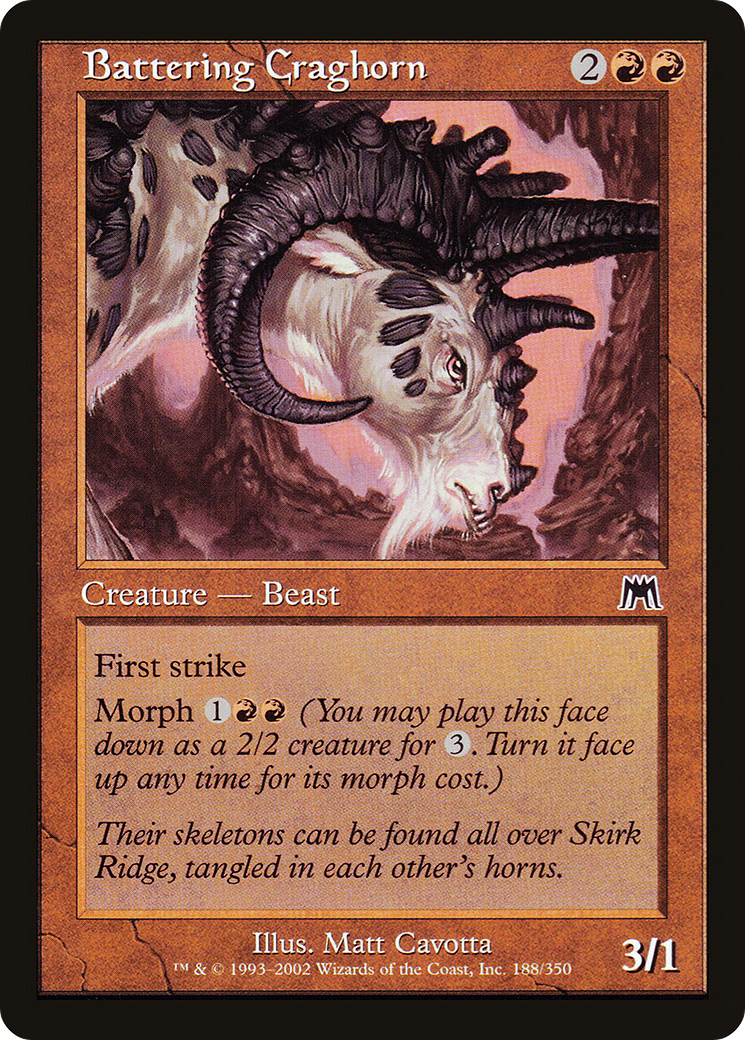 Battering Craghorn 2
Creature — Beast
First strike
Morph 1 (You may play this face
down as a 2/2 creature for 3. Turn it face
up any time for its morph cost.)
Their skeletons can be found all over Skirk
Ridge, tangled in each other's horns.
Illus. Matt Cavotta
™ & © 1993–2002 Wizards of the Coast, Inc. 188/350
3/1